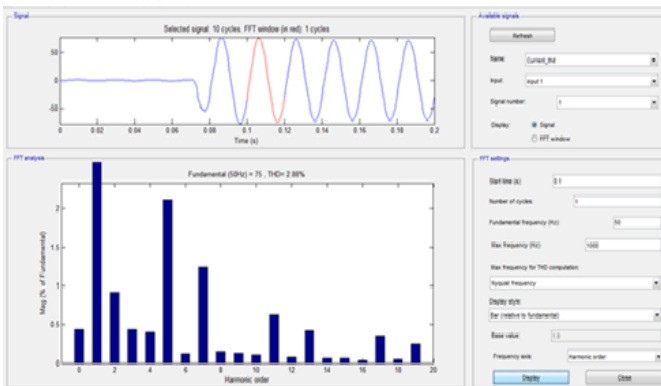 Signal
Selected signal: 10 cycles. FFT window (in red): 1 cycles
50
0
-50
0 0.02 0.04 0.06 0.08 0.1 0.12 0.14 0.16 0.18 0.2
Time (s)
FFT analysis
Fundamental (50Hz) = 75 , THD= 2.88%
2
1.5
1
0.5
0
0 2 4 6 8 10 12 14 16 18 20
Mag (% of Fundamental)
Harmonic order
Available signals
Refresh
Name:
Current_thd
Input:
input 1
Signal number:
1
Display:
Signal
FFT window
FFT settings
Start time (s):
0.1
Number of cycles:
1
Fundamental frequency (Hz):
50
Max frequency (Hz):
1000
Max frequency for THD computation:
Nyquist frequency
Display style:
Bar (relative to fundamental)
Base value:
1.0
Frequency axis:
Harmonic order
Display
Close